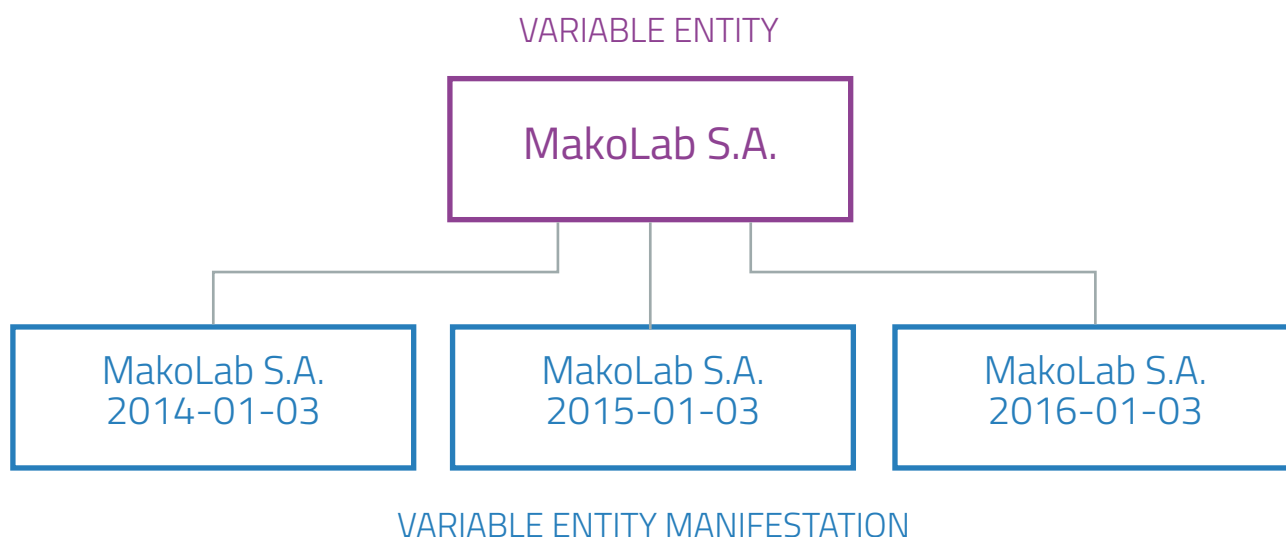 VARIABLE ENTITY
MakoLab S.A.
MakoLab S.A.
2014-01-03
MakoLab S.A.
2015-01-03
MakoLab S.A.
2016-01-03
VARIABLE ENTITY MANIFESTATION